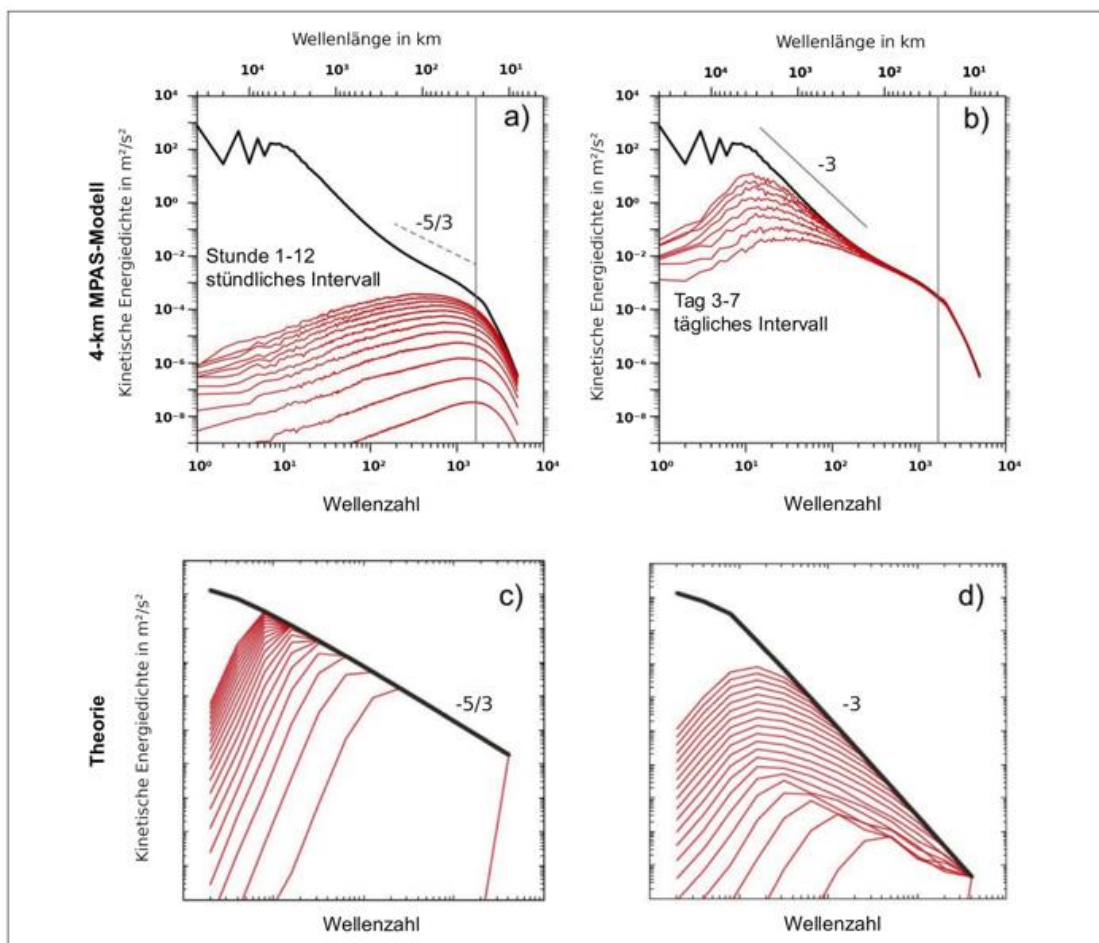 Wellenlänge in km
10⁴ 10³ 10² 10¹
Kinetische Energiedichte in m²/s²
4-km MPAS-Modell
10⁴
10²
10⁰
10⁻²
10⁻⁴
10⁻⁶
10⁻⁸
a)
-5/3
Stunde 1-12
stündliches Intervall
10⁰ 10¹ 10² 10³ 10⁴
Wellenzahl
Wellenlänge in km
10⁴ 10³ 10² 10¹
Kinetische Energiedichte in m²/s²
10⁴
10²
10⁰
10⁻²
10⁻⁴
10⁻⁶
10⁻⁸
b)
-3
Tag 3-7
tägliches Intervall
10⁰ 10¹ 10² 10³ 10⁴
Wellenzahl
Theorie
Kinetische Energiedichte in m²/s²
c)
-5/3
Wellenzahl
d)
-3
Wellenzahl